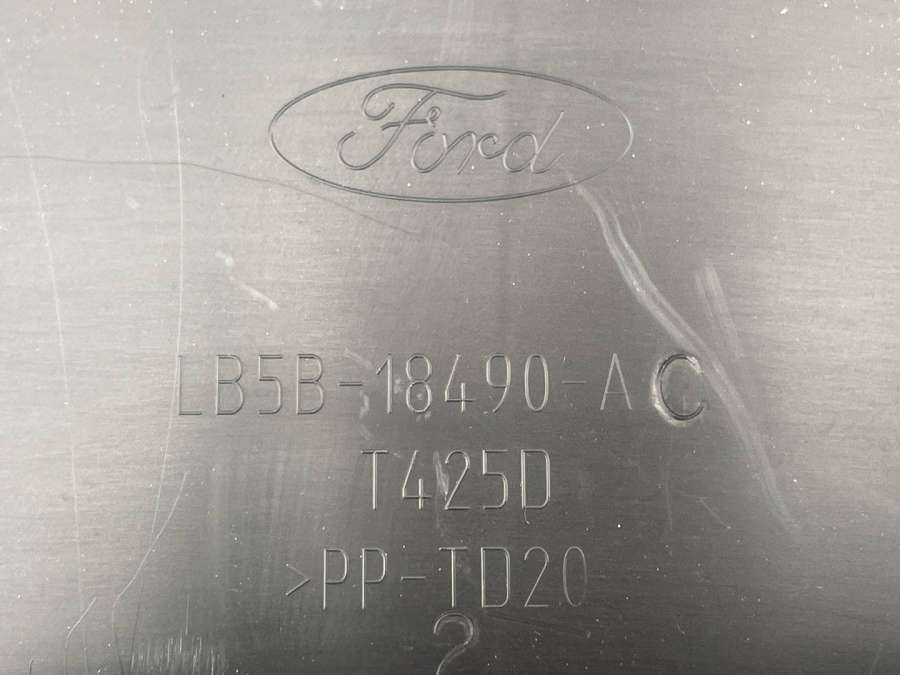 Ford
LB5B-18490-AC
T425D
>PP-TD20
2